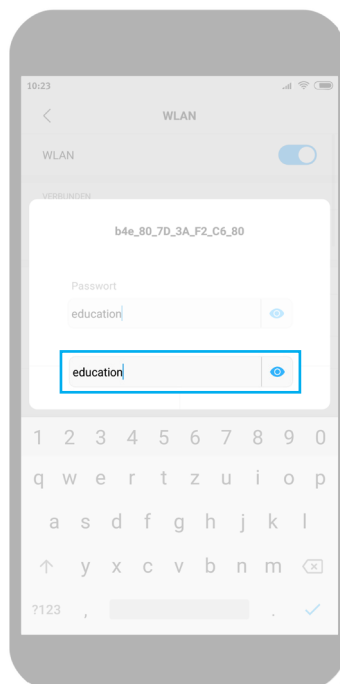 10:23
WLAN
WLAN
VERBUNDEN
b4e_80_7D_3A_F2_C6_80
Passwort
education
education
1 2 3 4 5 6 7 8 9 0
q w e r t z u i o p
a s d f g h j k l
y x c v b n m
?123 , .